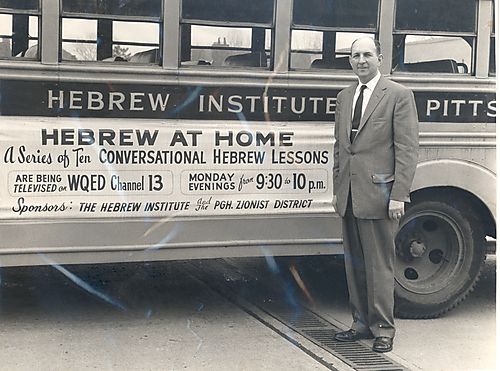 HEBREW INSTITUTE PITTS
HEBREW AT HOME
A Series of Ten CONVERSATIONAL HEBREW LESSONS
ARE BEING
TELEVISED on WQED Channel 13
MONDAY
EVENINGS from 9:30 to 10 p.m.
Sponsors: THE HEBREW INSTITUTE and The PGH. ZIONIST DISTRICT